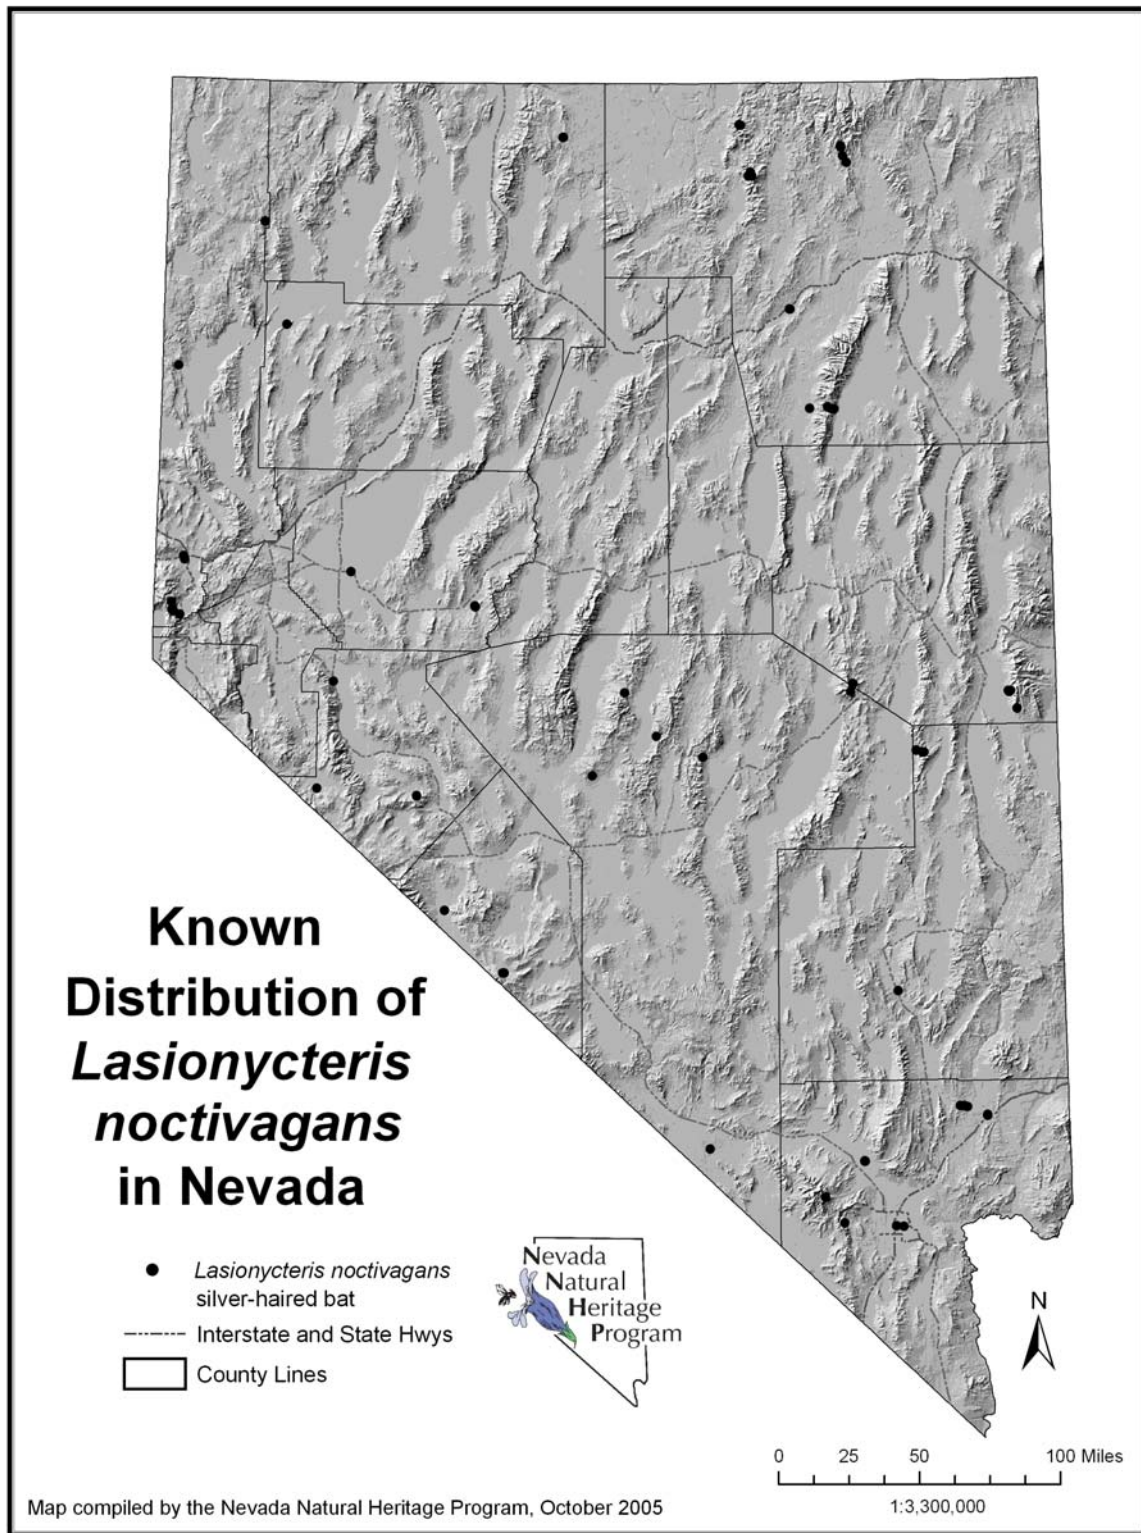 Known
Distribution of
Lasionycteris
noctivagans
in Nevada
Lasionycteris noctivagans
silver-haired bat
Interstate and State Hwys
County Lines
Nevada
Natural
Heritage
Program
N
0 25 50 100 Miles
1:3,300,000
Map compiled by the Nevada Natural Heritage Program, October 2005